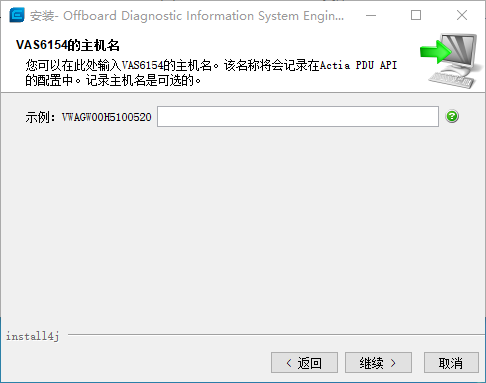 安装- Offboard Diagnostic Information System Engin...
VAS6154的主机名
您可以在此处输入VAS6154的主机名。该名称将会记录在Actia PDU API
的配置中。记录主机名是可选的。
示例：VWAGW00H5100520
install4j
< 返回
继续 >
取消